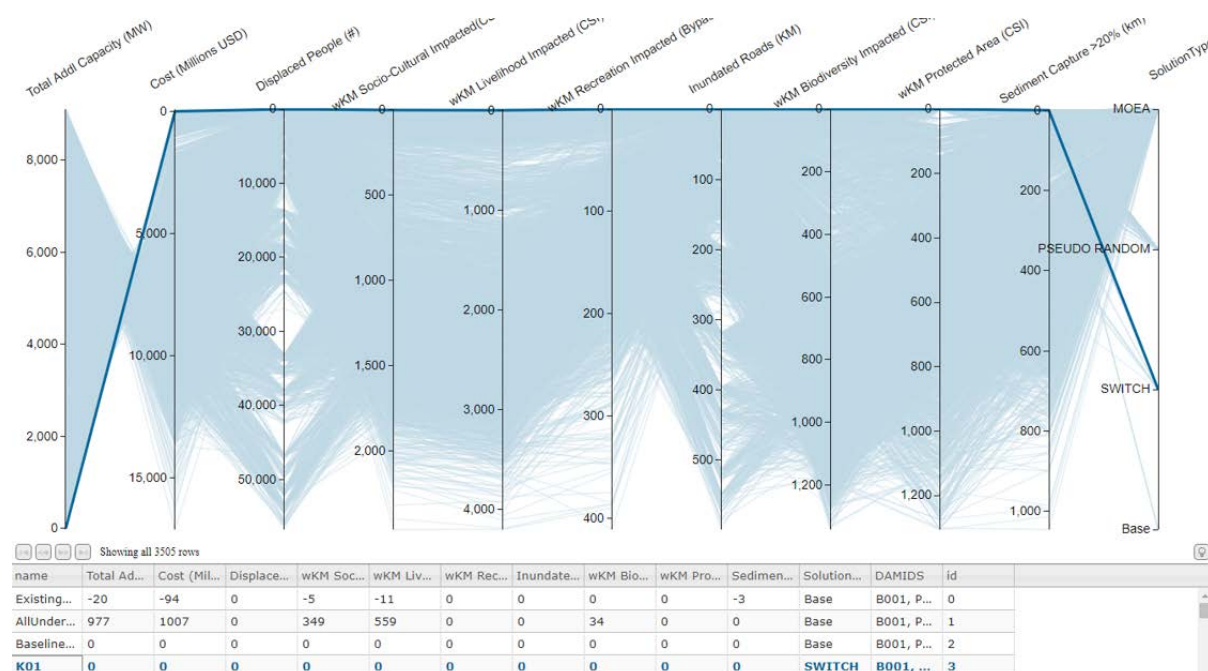 Total Addl Capacity (MW)
Cost (Millions USD)
Displaced People (#)
wKM Socio-Cultural Impacted(CS
wKM Livelihood Impacted (CSI)
wKM Recreation Impacted (Bypas
Inundated Roads (KM)
wKM Biodiversity Impacted (CSI)
wKM Protected Area (CSI)
Sediment Capture >20% (km)
SolutionType
8,000
6,000
4,000
2,000
0
0
5,000
10,000
15,000
0
10,000
20,000
30,000
40,000
50,000
0
500
1,000
1,500
2,000
0
1,000
2,000
3,000
4,000
0
100
200
300
400
0
100
200
300
400
500
0
200
400
600
800
1,000
1,200
0
200
400
600
800
1,000
1,200
0
200
400
600
800
1,000
MOEA
PSEUDO RANDOM
SWITCH
Base
Showing all 3505 rows
name Total Ad... Cost (Mil... Displace... wKM Soc... wKM Liv... wKM Rec... Inundate... wKM Bio... wKM Pro... Sedimen... Solution... DAMIDS id
Existing... -20 -94 0 -5 -11 0 0 0 0 -3 Base B001, P... 0
AllUnder... 977 1007 0 349 559 0 0 34 0 0 Base B001, P... 1
Baseline... 0 0 0 0 0 0 0 0 0 0 Base B001, P... 2
K01 0 0 0 0 0 0 0 0 0 0 SWITCH B001, ... 3